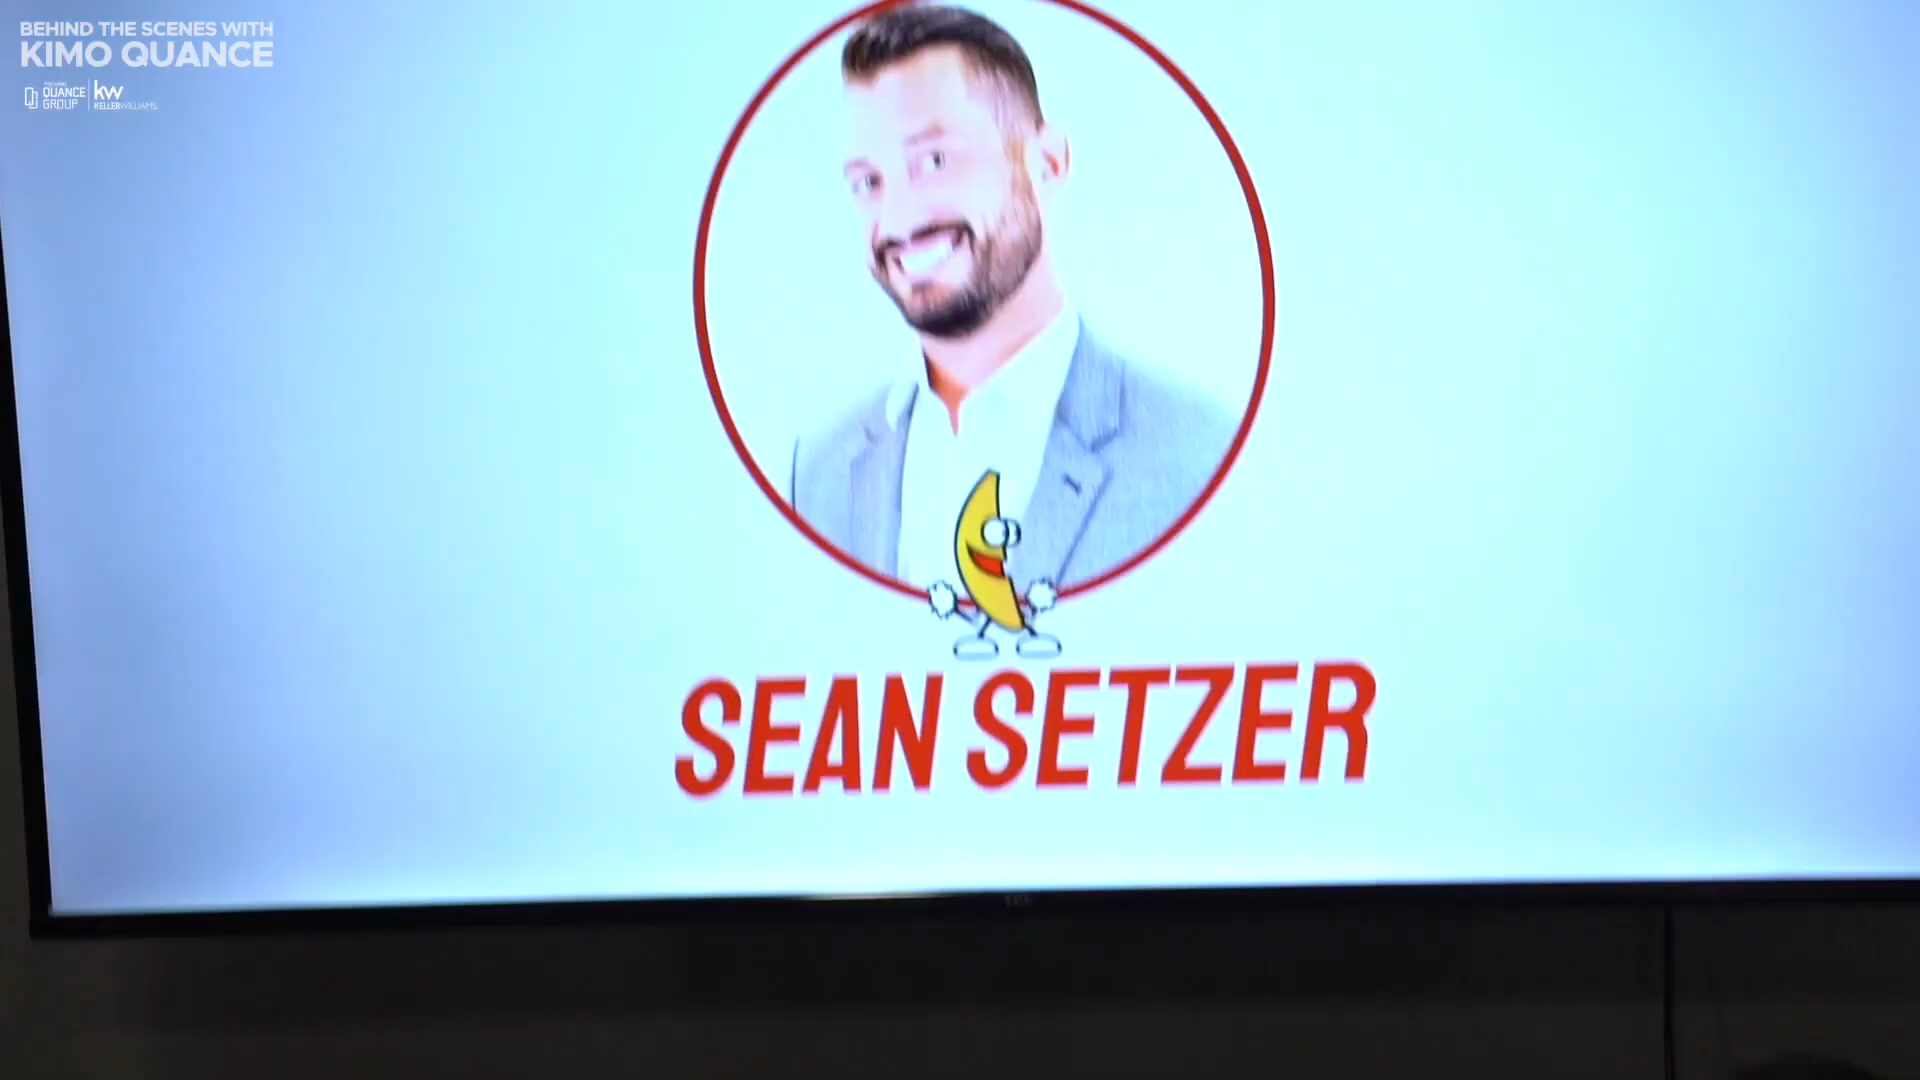 BEHIND THE SCENES WITH
KIMO QUANCE
QUANCE
GROUP
kw
KELLERWILLIAMS.
SEAN SETZER